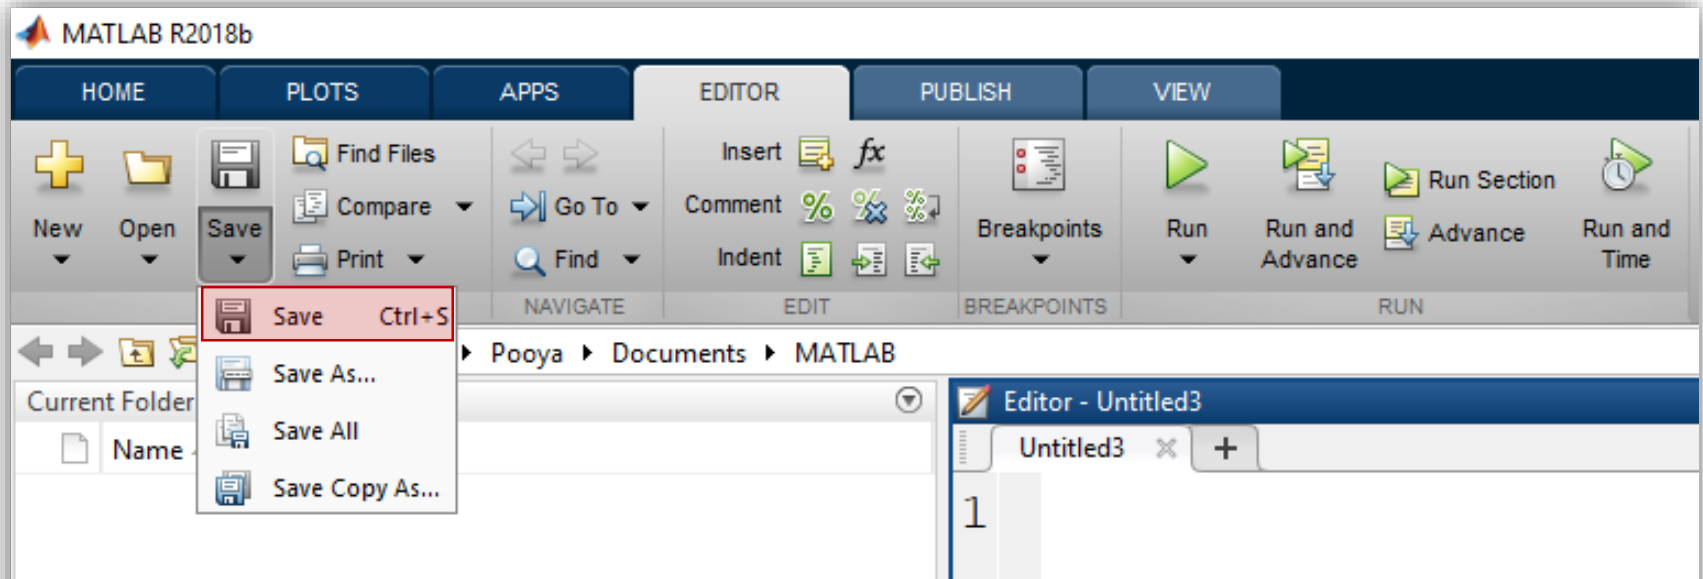 MATLAB R2018b
HOME PLOTS APPS EDITOR PUBLISH VIEW
New Open Save
Find Files
Compare
Print
Go To
Find
Insert fx
Comment
Indent
Breakpoints
Run
Run and Advance
Run Section
Advance
Run and Time
NAVIGATE EDIT BREAKPOINTS RUN
Save Ctrl+S
Save As...
Save All
Save Copy As...
Pooya Documents MATLAB
Current Folder
Name
Editor - Untitled3
Untitled3 +
1